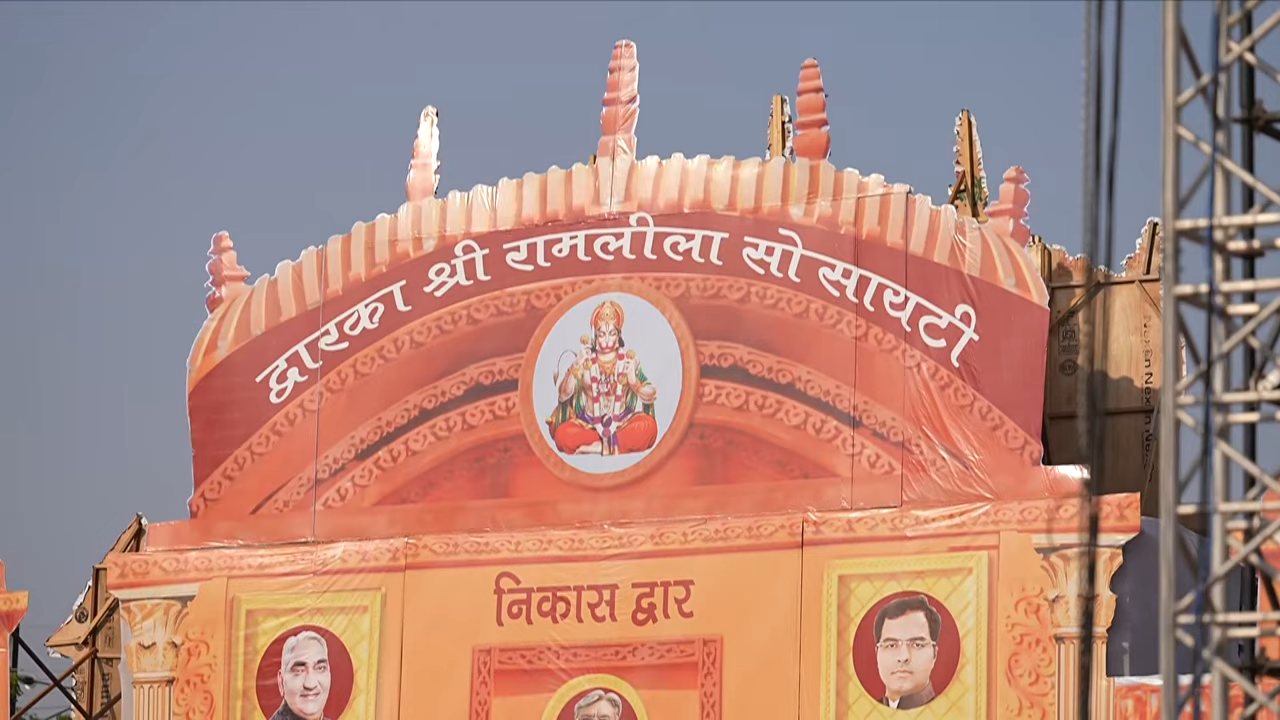 द्वारका श्री रामलीला सोसायटी
निकास द्वार